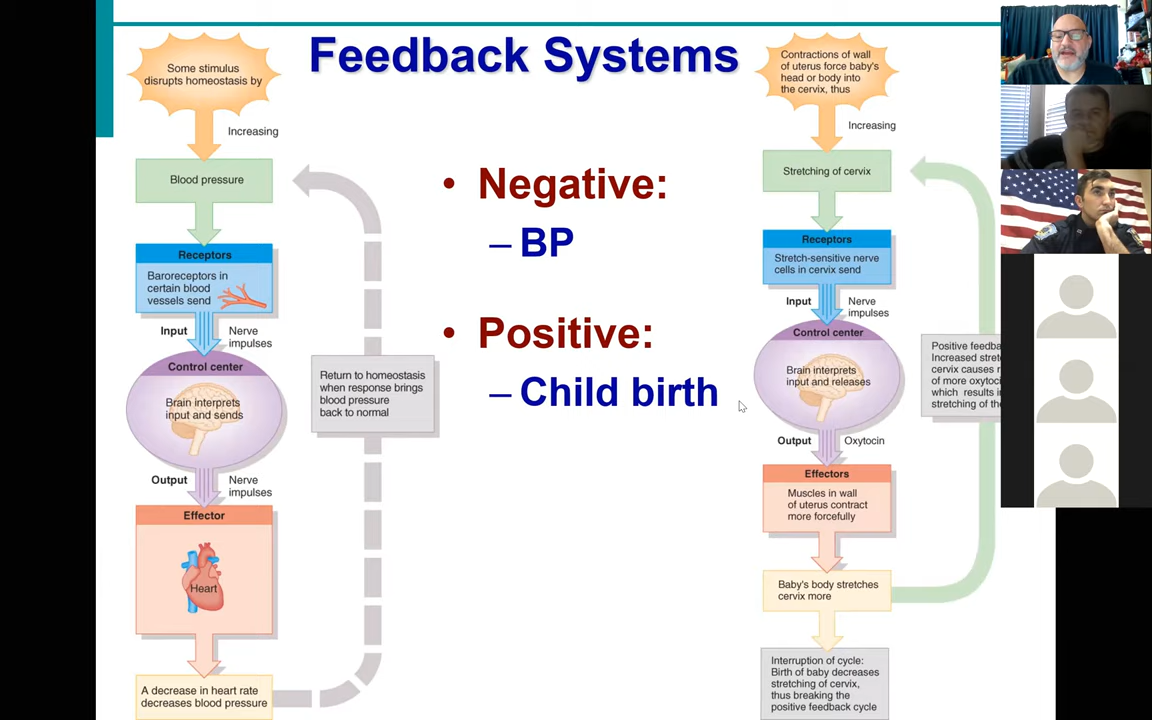 Feedback Systems
Some stimulus
disrupts homeostasis by
Increasing
Blood pressure
Receptors
Baroreceptors in
certain blood
vessels send
Input
Nerve
impulses
Control center
Brain interprets
input and sends
Output
Nerve
impulses
Effector
Heart
A decrease in heart rate
decreases blood pressure
Return to homeostasis
when response brings
blood pressure
back to normal
• Negative:
– BP
• Positive:
– Child birth
Contractions of wall
of uterus force baby's
head or body into
the cervix, thus
Increasing
Stretching of cervix
Receptors
Stretch-sensitive nerve
cells in cervix send
Input
Nerve
impulses
Control center
Brain interprets
input and releases
Output
Oxytocin
Effectors
Muscles in wall
of uterus contract
more forcefully
Baby's body stretches
cervix more
Interruption of cycle:
Birth of baby decreases
stretching of cervix,
thus breaking the
positive feedback cycle
Positive
Increased
cervix causes
of more
which results
stretching of